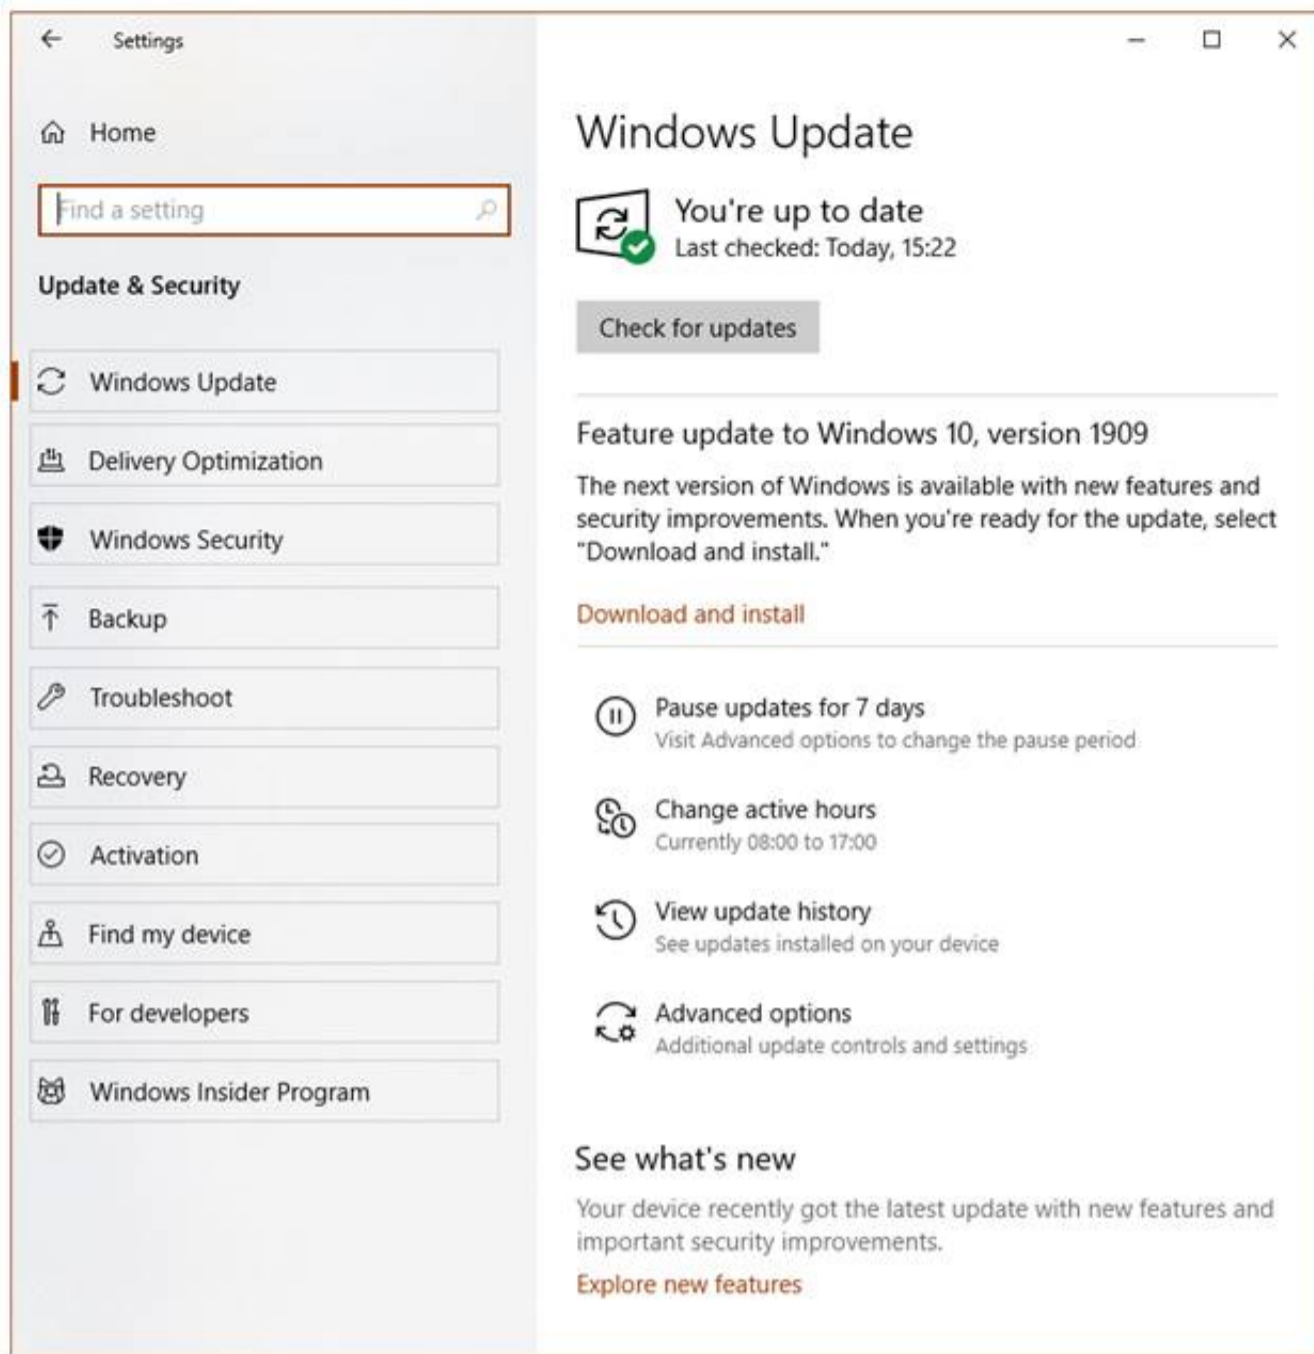 Settings
Home
Find a setting
Update & Security
Windows Update
Delivery Optimization
Windows Security
Backup
Troubleshoot
Recovery
Activation
Find my device
For developers
Windows Insider Program
Windows Update
You're up to date
Last checked: Today, 15:22
Check for updates
Feature update to Windows 10, version 1909
The next version of Windows is available with new features and
security improvements. When you're ready for the update, select
"Download and install."
Download and install
Pause updates for 7 days
Visit Advanced options to change the pause period
Change active hours
Currently 08:00 to 17:00
View update history
See updates installed on your device
Advanced options
Additional update controls and settings
See what's new
Your device recently got the latest update with new features and
important security improvements.
Explore new features